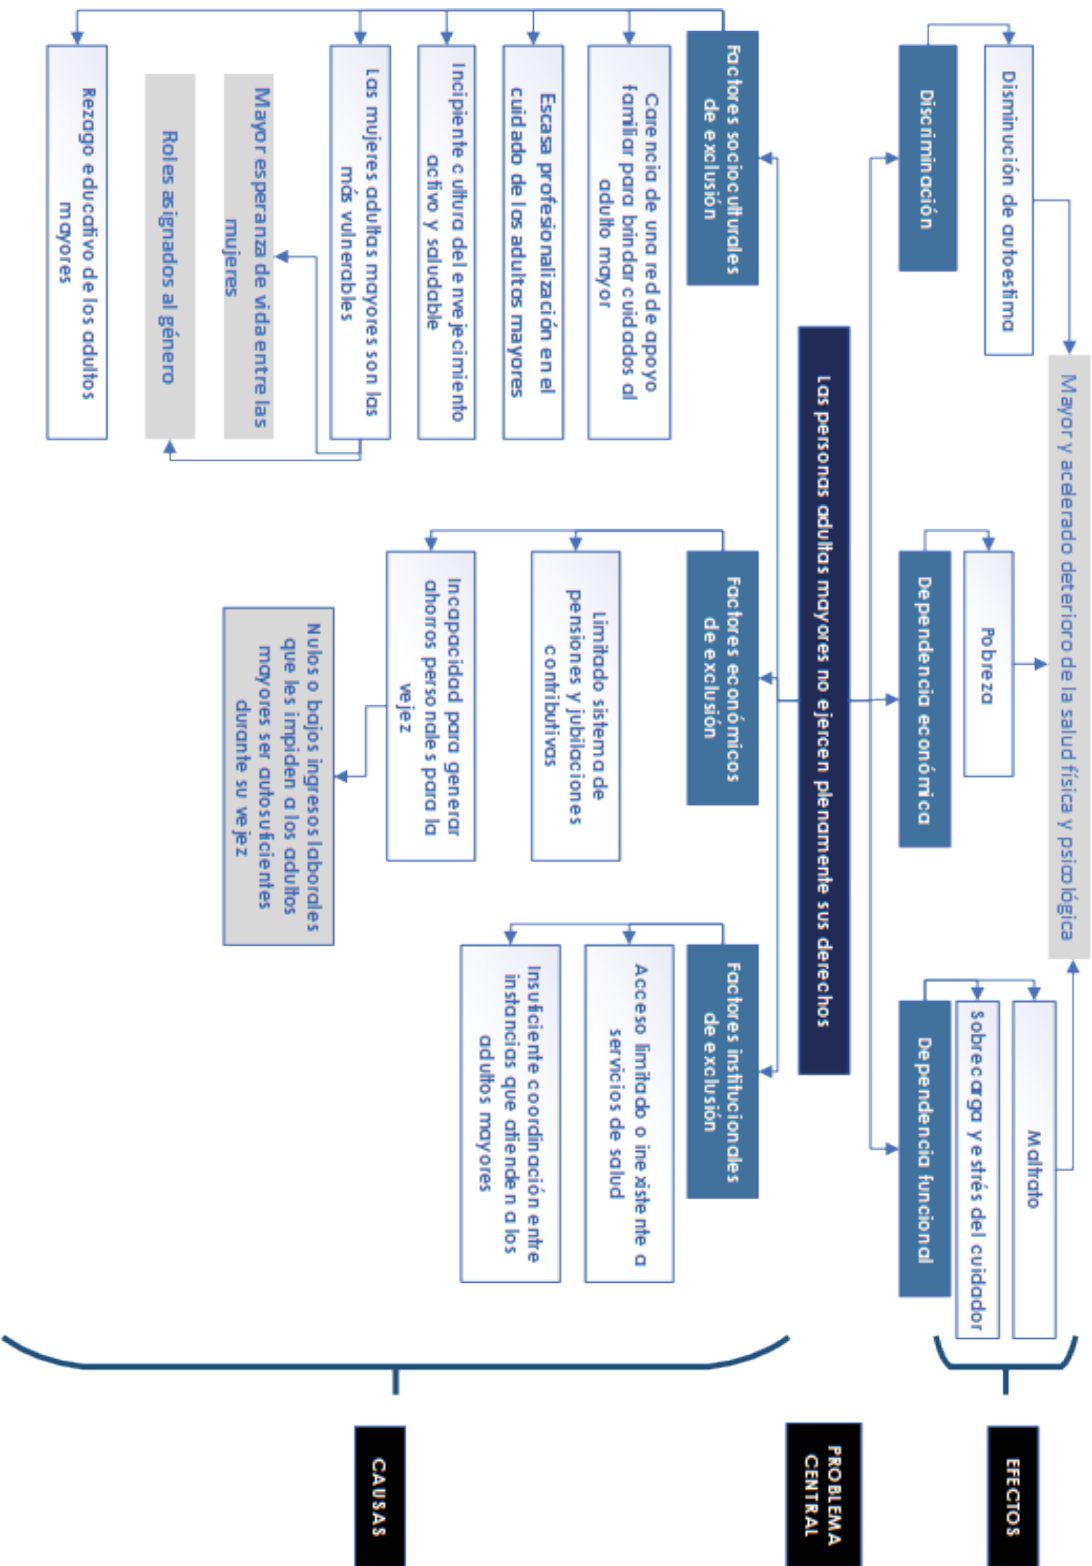 Mayor y acelerado deterioro de la salud física y psicológica
Disminución de autoestima
Pobreza
Maltrato
Sobrecarga y estrés del cuidador
Discriminación
Dependencia económica
Dependencia funcional
EFECTOS
Las personas adultas mayores no ejercen plenamente sus derechos
PROBLEMA
CENTRAL
Factores socioculturales
de exclusión
Carencia de una red de apoyo
familiar para brindar cuidados al
adulto mayor
Escasa profesionalización en el
cuidado de los adultos mayores
Incipiente cultura del envejecimiento
activo y saludable
Las mujeres adultas mayores son las
más vulnerables
Mayor esperanza de vida entre las
mujeres
Roles asignados al género
Rezago educativo de los adultos
mayores
Factores económicos
de exclusión
Limitado sistema de
pensiones y jubilaciones
contributivas
Incapacidad para generar
ahorros personales para la
vejez
Nulos o bajos ingresos laborales
que les impiden a los adultos
mayores ser autosuficientes
durante su vejez
Factores institucionales
de exclusión
Acceso limitado o inexistente a
servicios de salud
Insuficiente coordinación entre
instancias que atienden a los
adultos mayores
CAUSAS